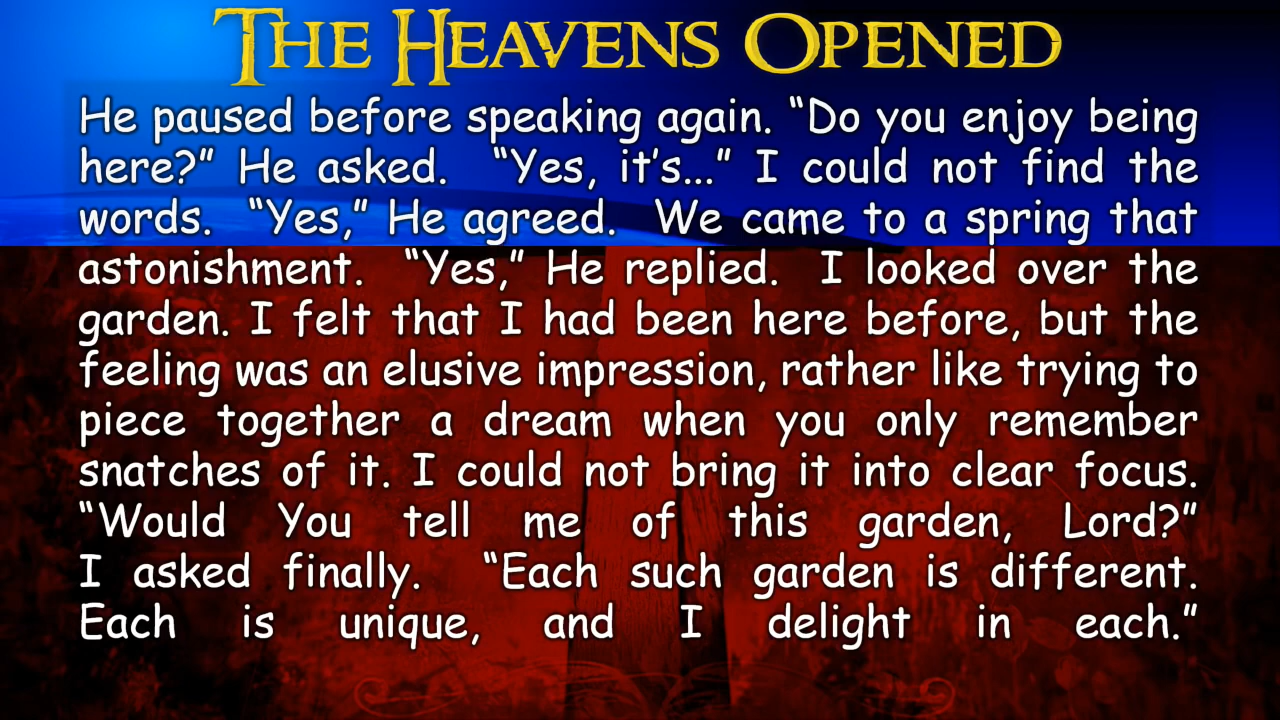 THE HEAVENS OPENED
He paused before speaking again. “Do you enjoy being
here?” He asked. “Yes, it’s...” I could not find the
words. “Yes,” He agreed. We came to a spring that
astonishment. “Yes,” He replied. I looked over the
garden. I felt that I had been here before, but the
feeling was an elusive impression, rather like trying to
piece together a dream when you only remember
snatches of it. I could not bring it into clear focus.
“Would You tell me of this garden, Lord?”
I asked finally. “Each such garden is different.
Each is unique, and I delight in each.”